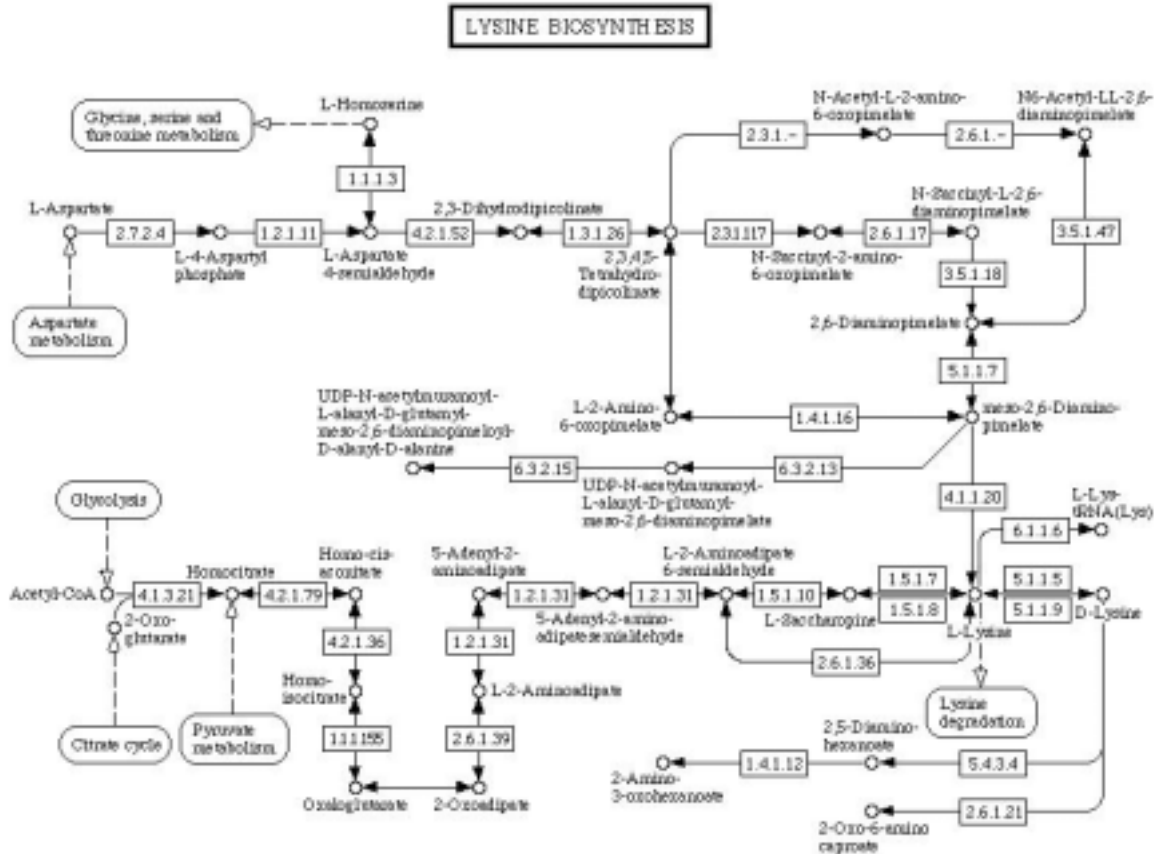 LYSINE BIOSYNTHESIS
L-Homoserine
Glycine, serine and
threonine metabolism
N-Acetyl-L-2-amino-
6-oxopimelate
N6-Acetyl-LL-2,6-
diaminopimelate
2.3.1.-
2.6.1.-
1.1.1.3
L-Aspartate
2,3-Dihydrodipicolinate
N-Succinyl-L-2,6-
diaminopimelate
2.7.2.4
1.2.1.11
4.2.1.52
1.3.1.26
2.3.1.117
2.6.1.17
3.5.1.47
L-4-Aspartyl
phosphate
L-Aspartate
4-semialdehyde
2,3,4,5-
Tetrahydro-
dipicolinate
N-Succinyl-2-amino-
6-oxopimelate
3.5.1.18
Aspartate
metabolism
2,6-Diaminopimelate
5.1.1.7
UDP-N-acetylmuramoyl-
L-alanyl-D-glutamyl-
meso-2,6-diaminopimeloyl-
D-alanyl-D-alanine
L-2-Amino-
6-oxopimelate
1.4.1.16
meso-2,6-Diamino-
pimelate
6.3.2.15
6.3.2.13
UDP-N-acetylmuramoyl-
L-alanyl-D-glutamyl-
meso-2,6-diaminopimelate
4.1.1.20
Glycolysis
L-Lys-
tRNA(Lys)
6.1.1.6
Homo-cis-
aconitate
5-Adenyl-2-
aminoadipate
L-2-Aminoadipate
6-semialdehyde
Homocitrate
Acetyl-CoA
4.1.3.21
4.2.1.79
1.2.1.31
1.2.1.31
1.5.1.10
1.5.1.7
1.5.1.8
5.1.1.5
5.1.1.9
2-Oxo-
glutarate
5-Adenyl-2-amino-
adipatesemialdehyde
L-Saccharopine
L-Lysine
D-Lysine
4.2.1.36
1.2.1.31
2.6.1.36
Homo-
isocitrate
L-2-Aminoadipate
Citrate cycle
Pyruvate
metabolism
1.1.1.155
2.6.1.39
Lysine
degradation
2,5-Diamino-
hexanoate
1.4.1.12
5.4.3.4
Oxaloglutarate
2-Oxoadipate
2-Amino-
3-oxohexanoate
2.6.1.21
2-Oxo-6-amino
caproate